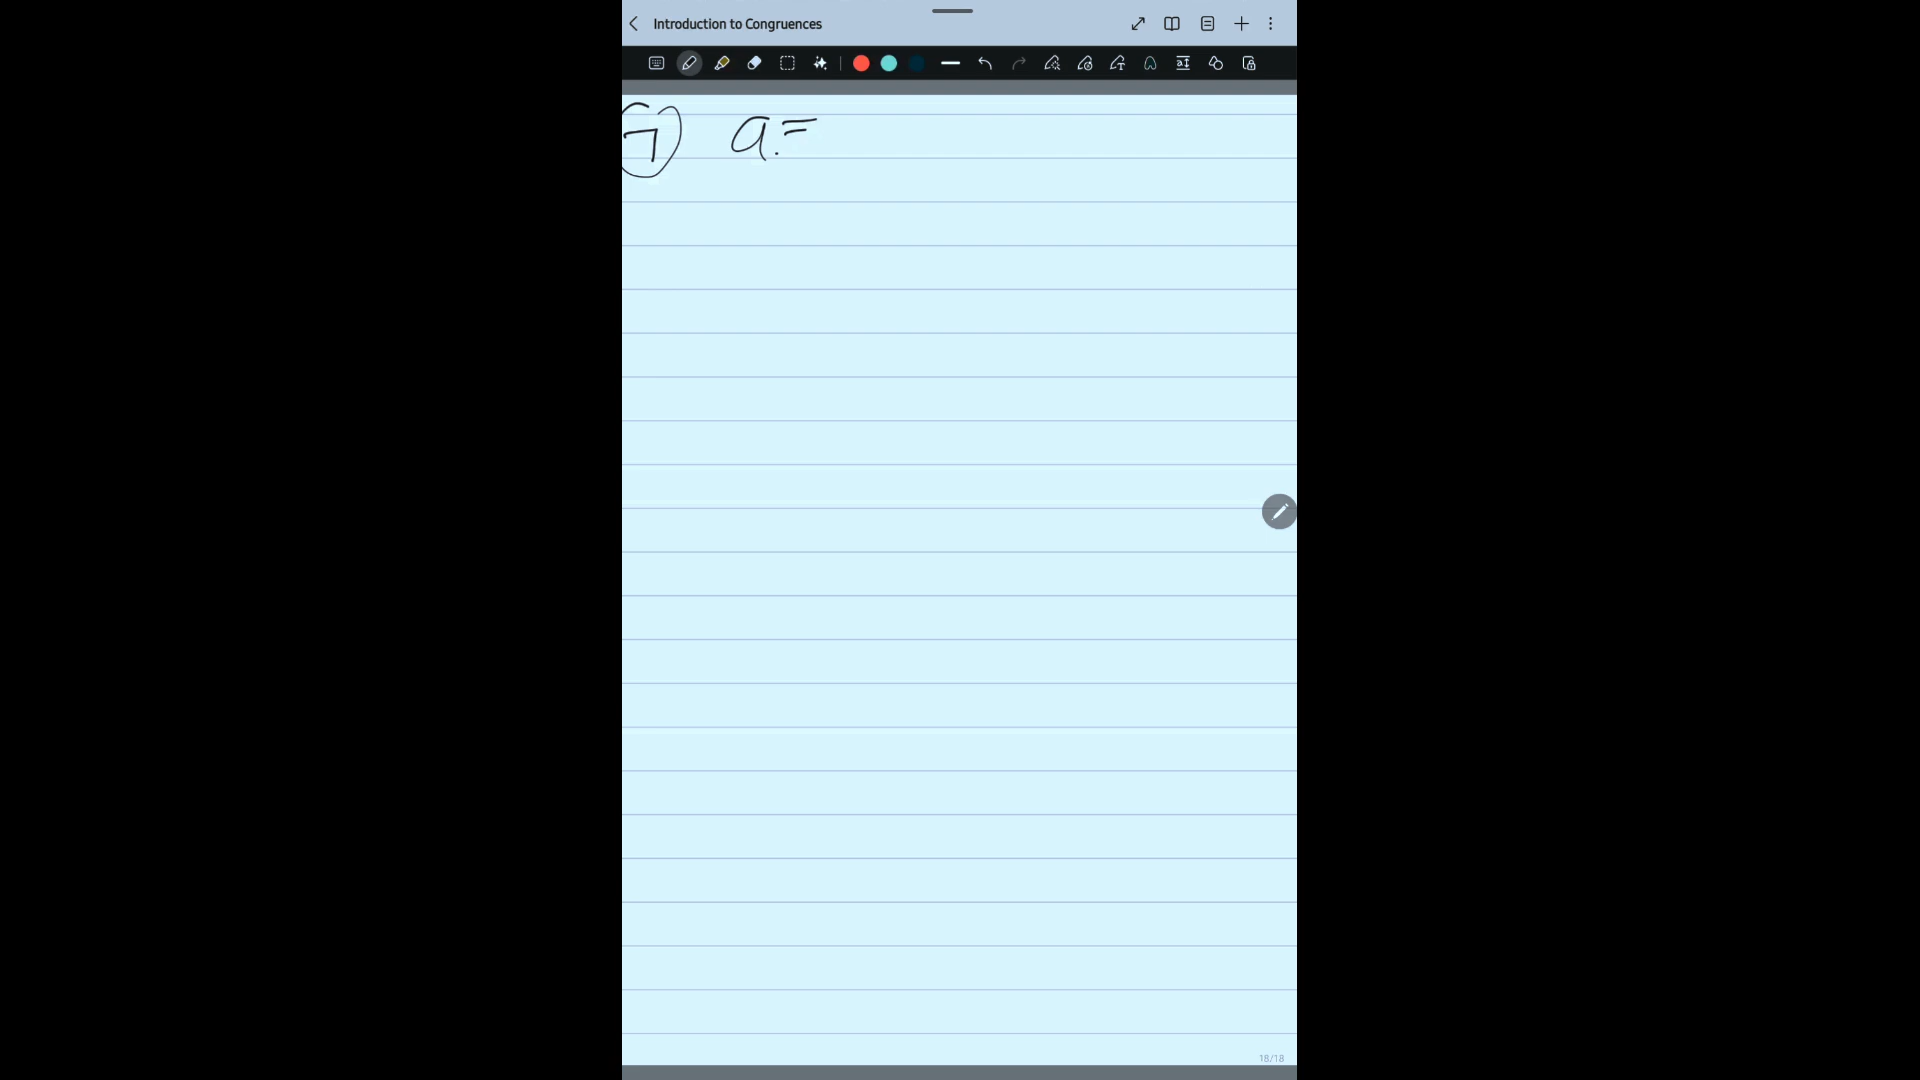 Introduction to Congruences
7) a=
18/18